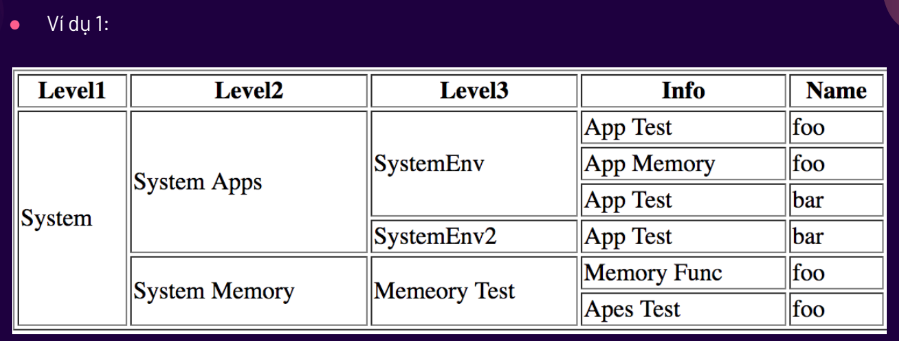 Ví dụ 1:
Level1 Level2 Level3 Info Name
System System Apps SystemEnv App Test foo
App Memory foo
App Test bar
SystemEnv2 App Test bar
System Memory Memeory Test Memory Func foo
Apes Test foo